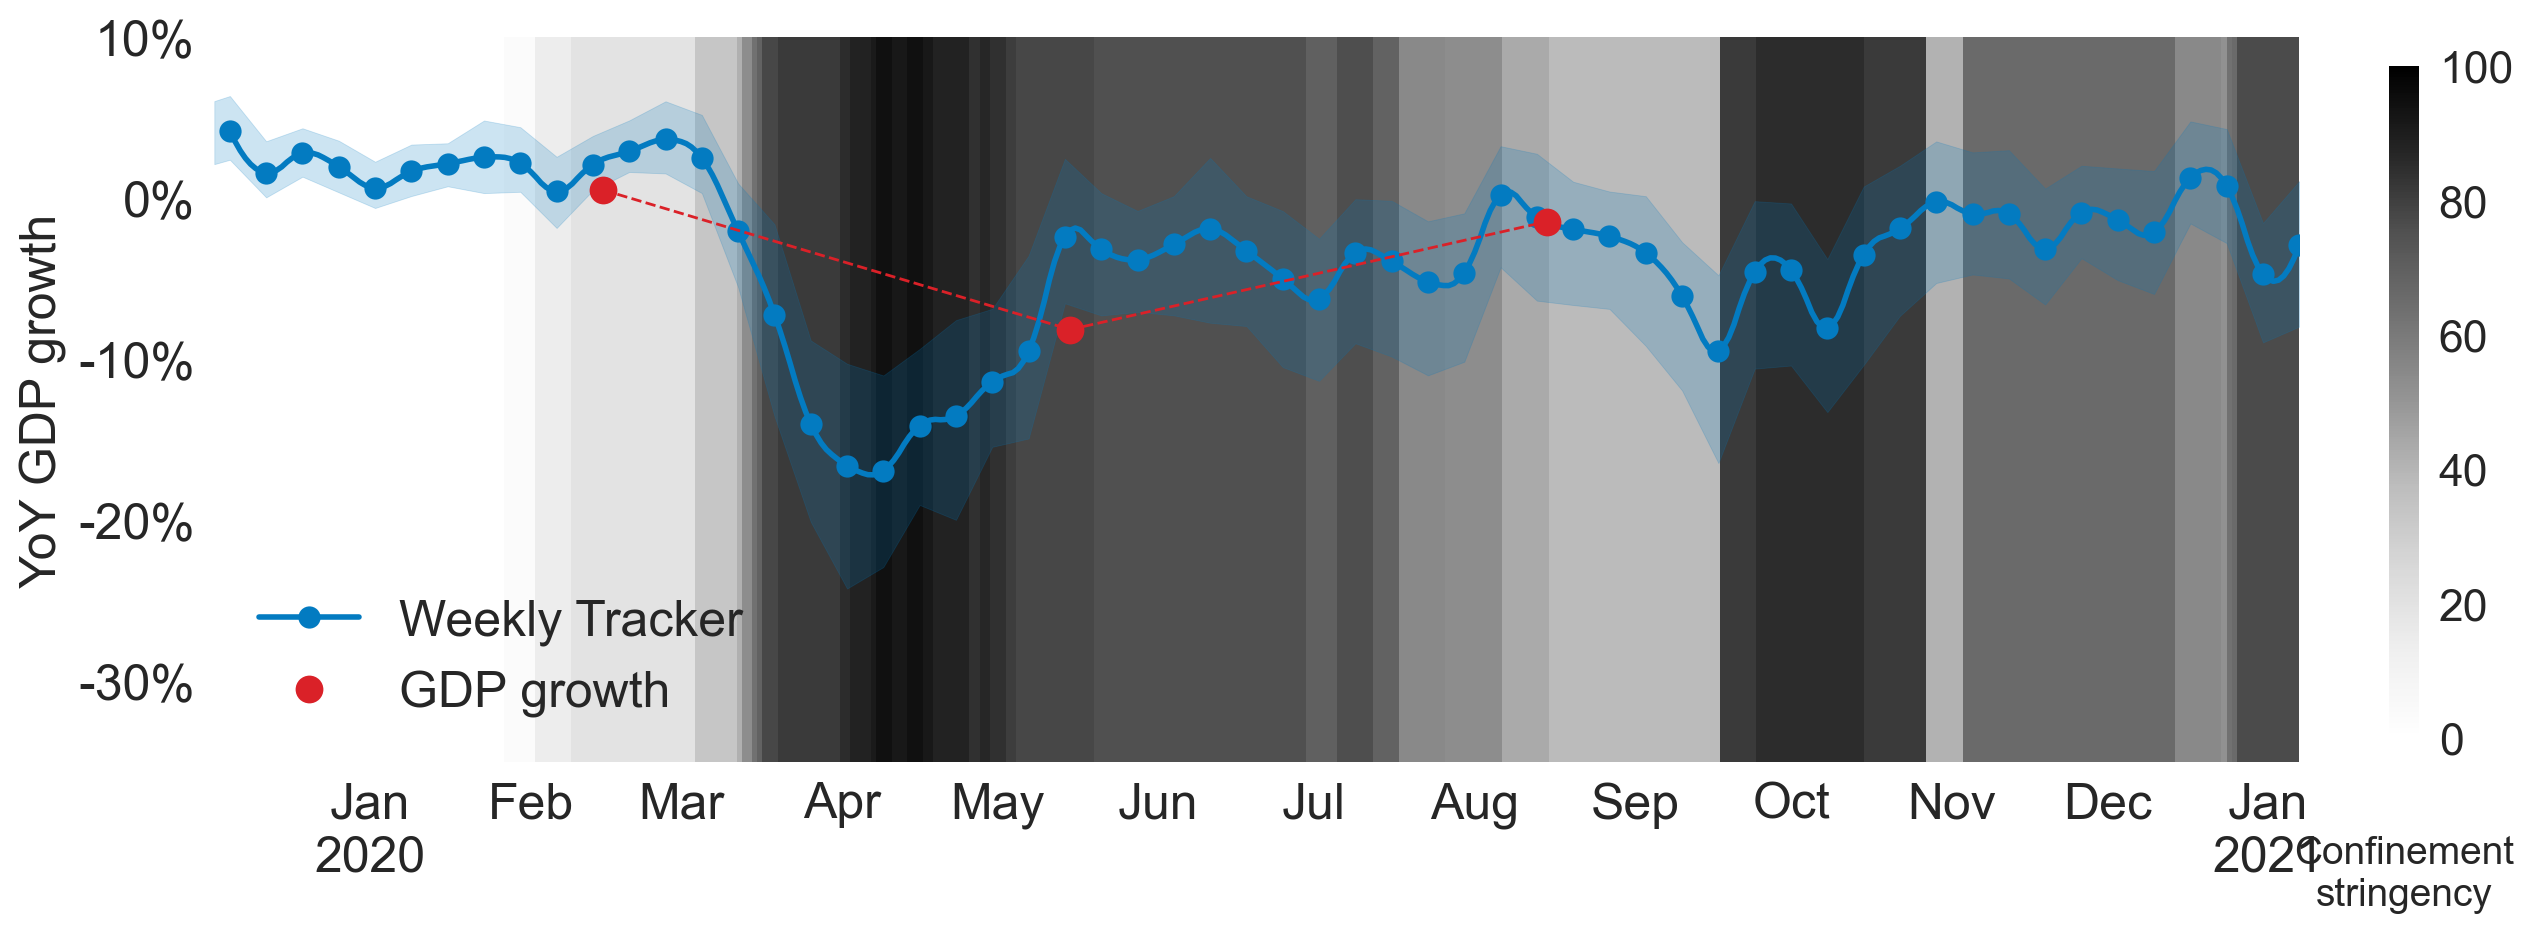 10%
0%
-10%
-20%
-30%
YoY GDP growth
Weekly Tracker
GDP growth
Jan
2020
Feb
Mar
Apr
May
Jun
Jul
Aug
Sep
Oct
Nov
Dec
Jan
2021
100
80
60
40
20
0
Confinement
stringency